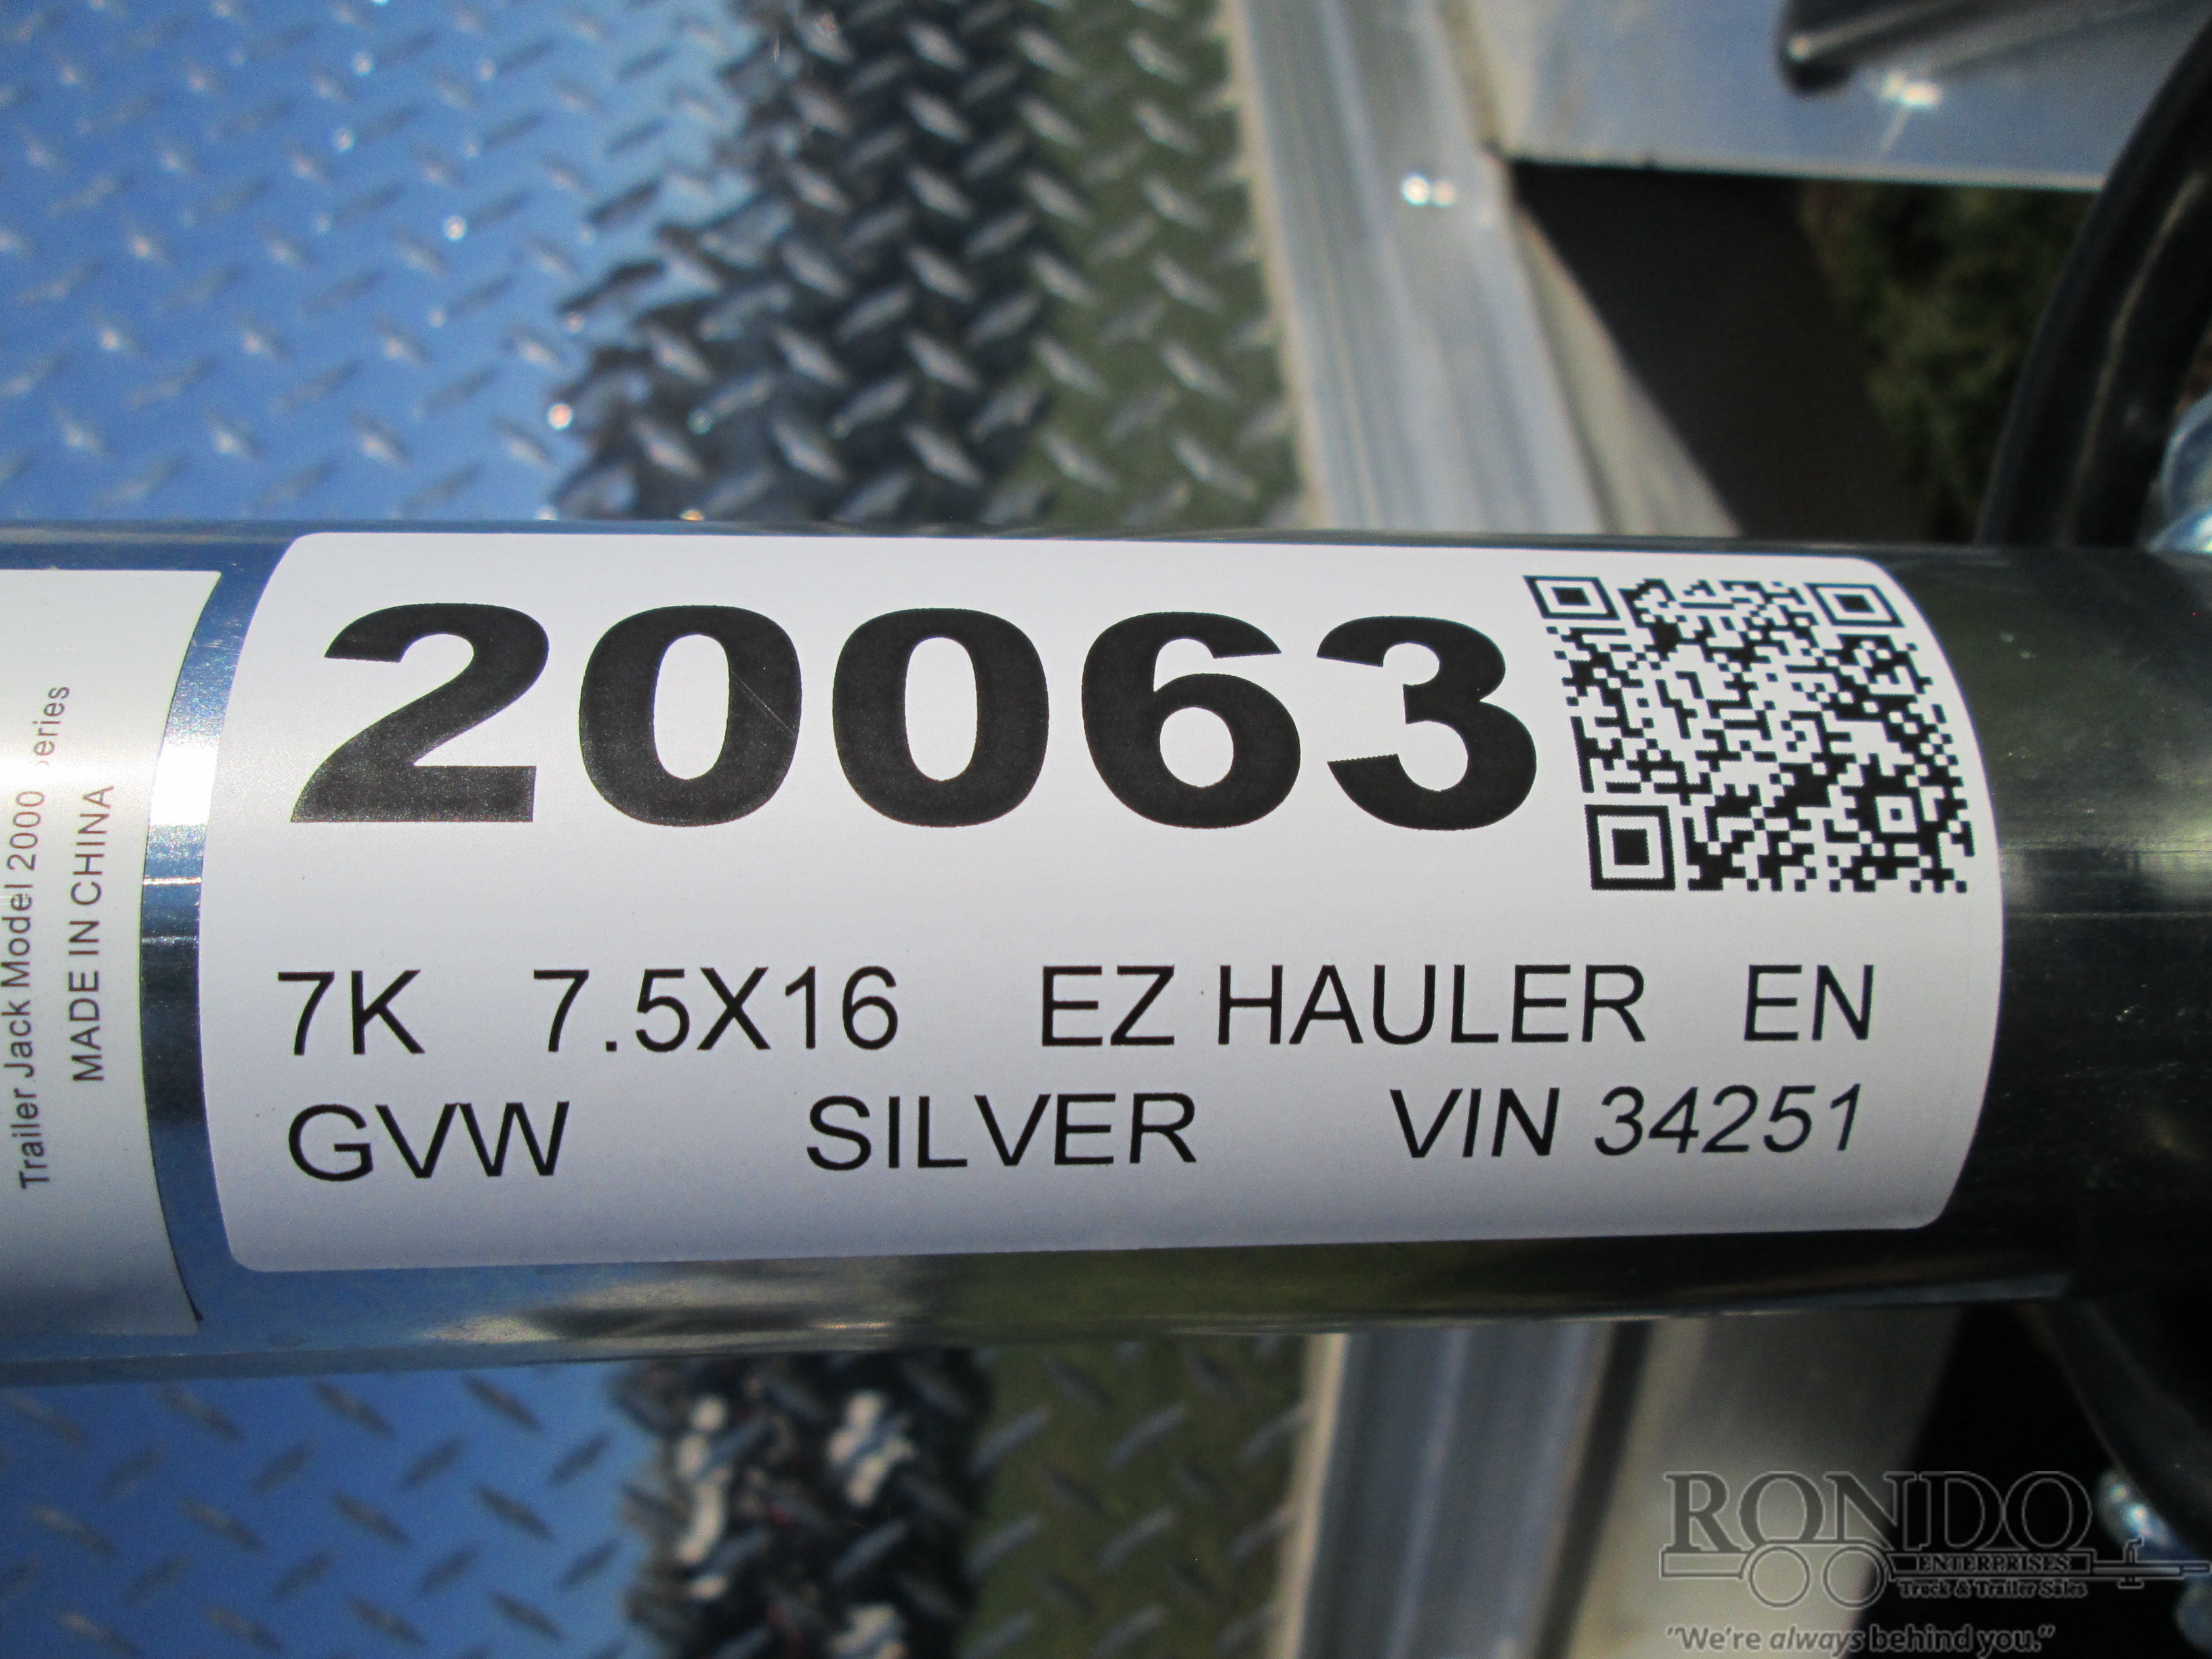 20063
7K 7.5X16 EZ HAULER EN
GVW SILVER VIN 34251
Trailer Jack Model 2000
MADE IN CHINA
RONDO
ENTERPRISES
Truck & Trailer Sales
"We're always behind you."